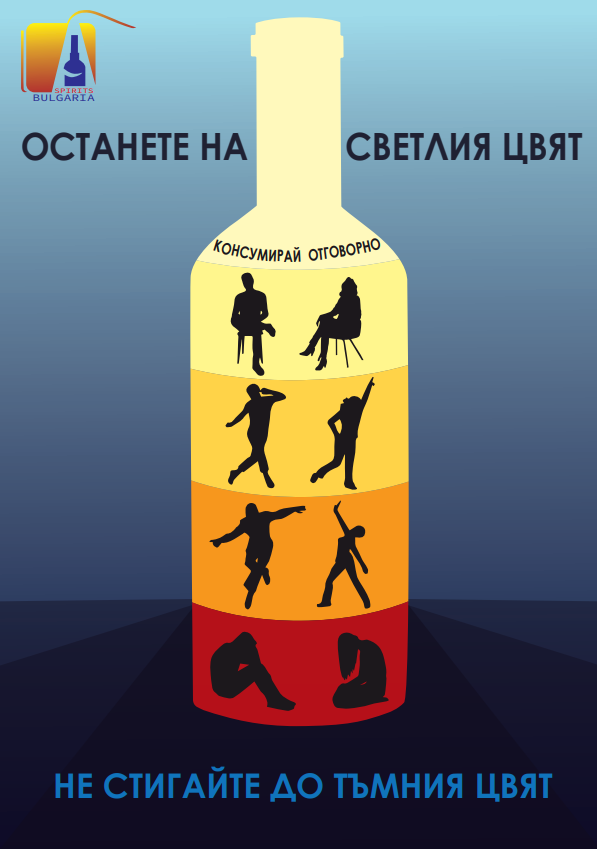 SPIRITS
BULGARIA
ОСТАНЕТЕ НА СВЕТЛИЯ ЦВЯТ
КОНСУМИРАЙ ОТГОВОРНО
НЕ СТИГАЙТЕ ДО ТЪМНИЯ ЦВЯТ